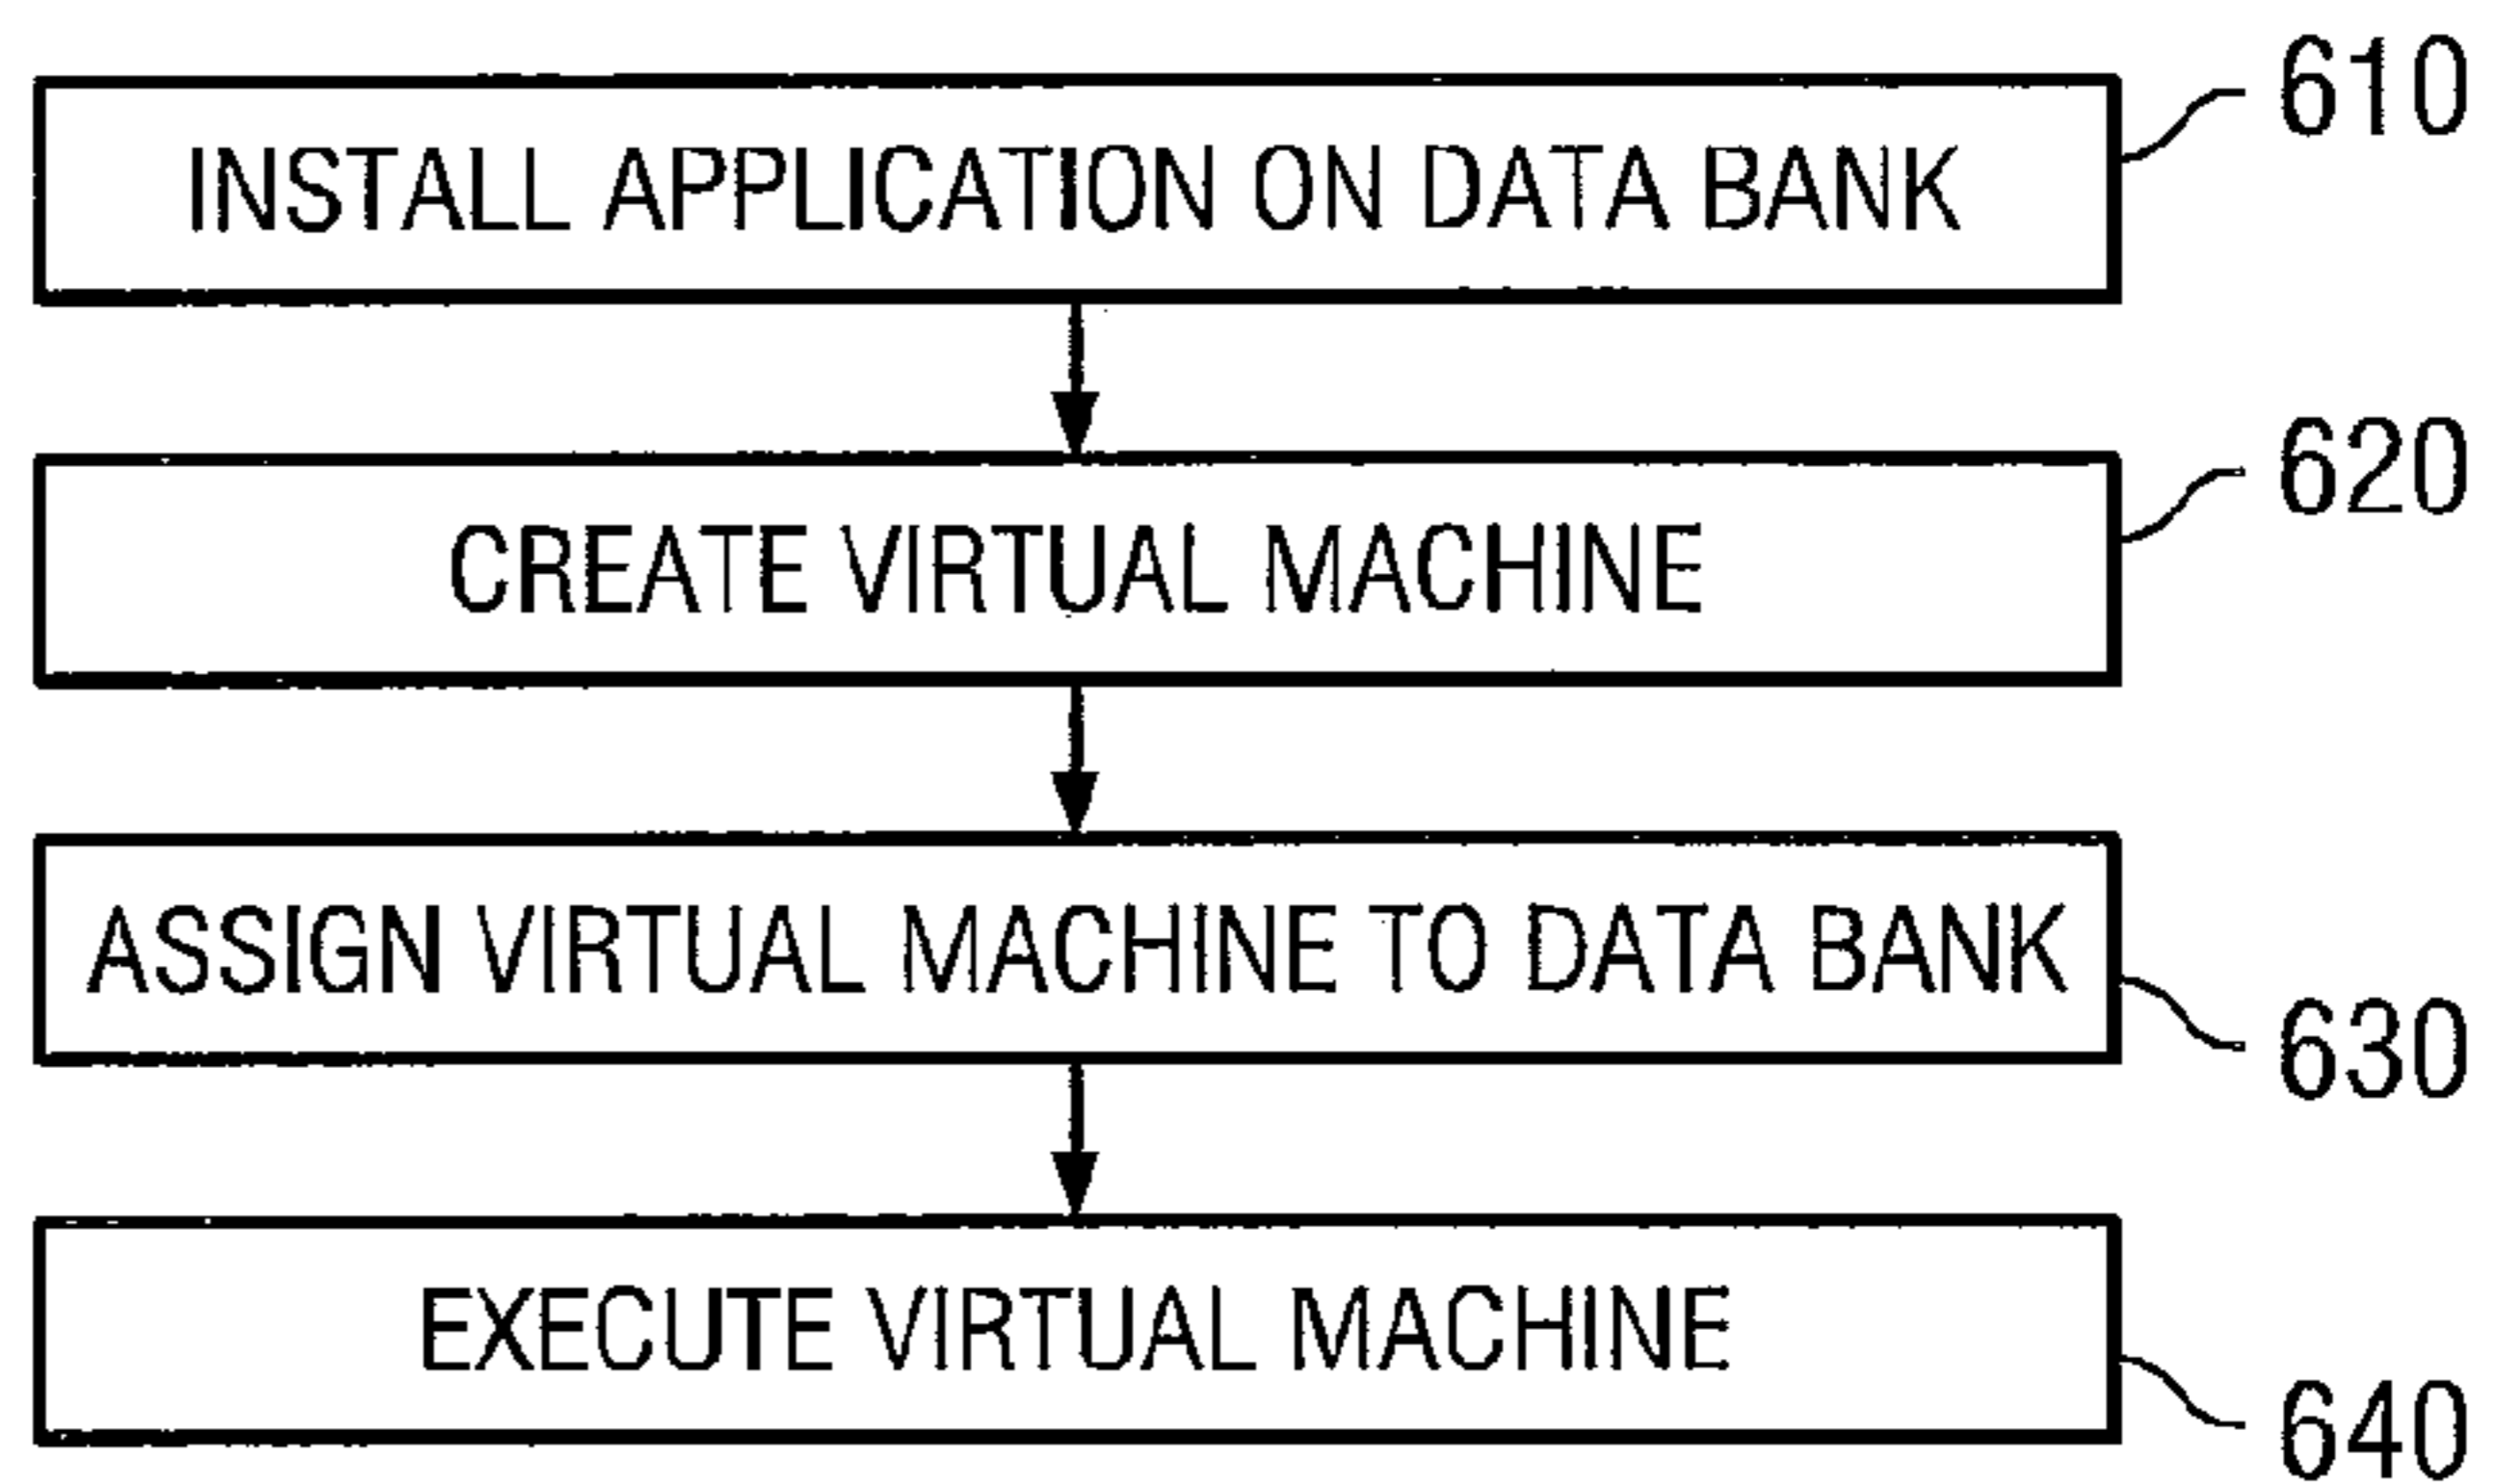 INSTALL APPLICATION ON DATA BANK
610
CREATE VIRTUAL MACHINE
620
ASSIGN VIRTUAL MACHINE TO DATA BANK
630
EXECUTE VIRTUAL MACHINE
640